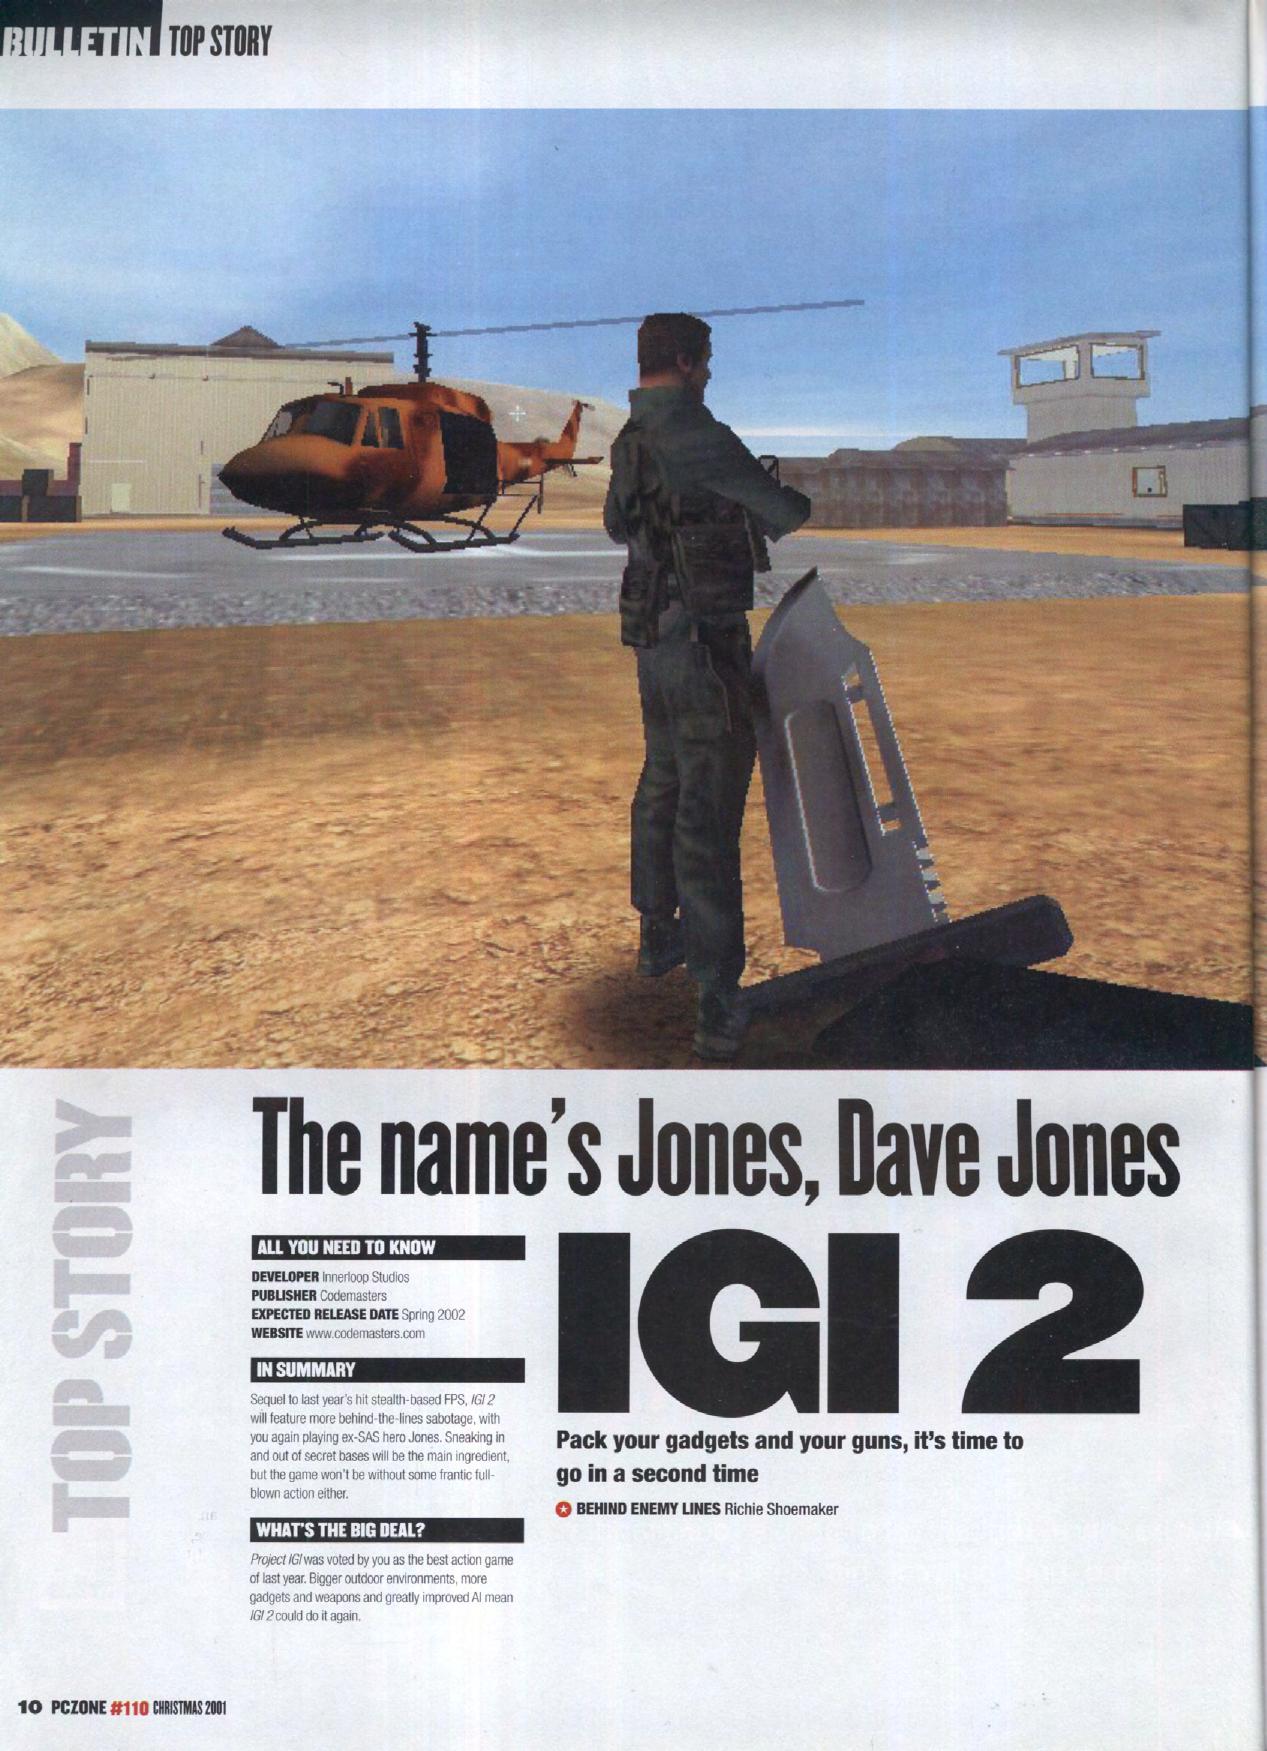 BULLETIN TOP STORY
The name's Jones, Dave Jones
TOP STORY
ALL YOU NEED TO KNOW
DEVELOPER Innerloop Studios
PUBLISHER Codemasters
EXPECTED RELEASE DATE Spring 2002
WEBSITE www.codemasters.com
IN SUMMARY
Sequel to last year's hit stealth-based FPS, IGI 2
will feature more behind-the-lines sabotage, with
you again playing ex-SAS hero Jones. Sneaking in
and out of secret bases will be the main ingredient,
but the game won't be without some frantic full-
blown action either.
WHAT'S THE BIG DEAL?
Project IGI was voted by you as the best action game
of last year. Bigger outdoor environments, more
gadgets and weapons and greatly improved AI mean
IGI 2 could do it again.
IGI 2
Pack your gadgets and your guns, it's time to
go in a second time
BEHIND ENEMY LINES Richie Shoemaker
10 PCZONE #110 CHRISTMAS 2001